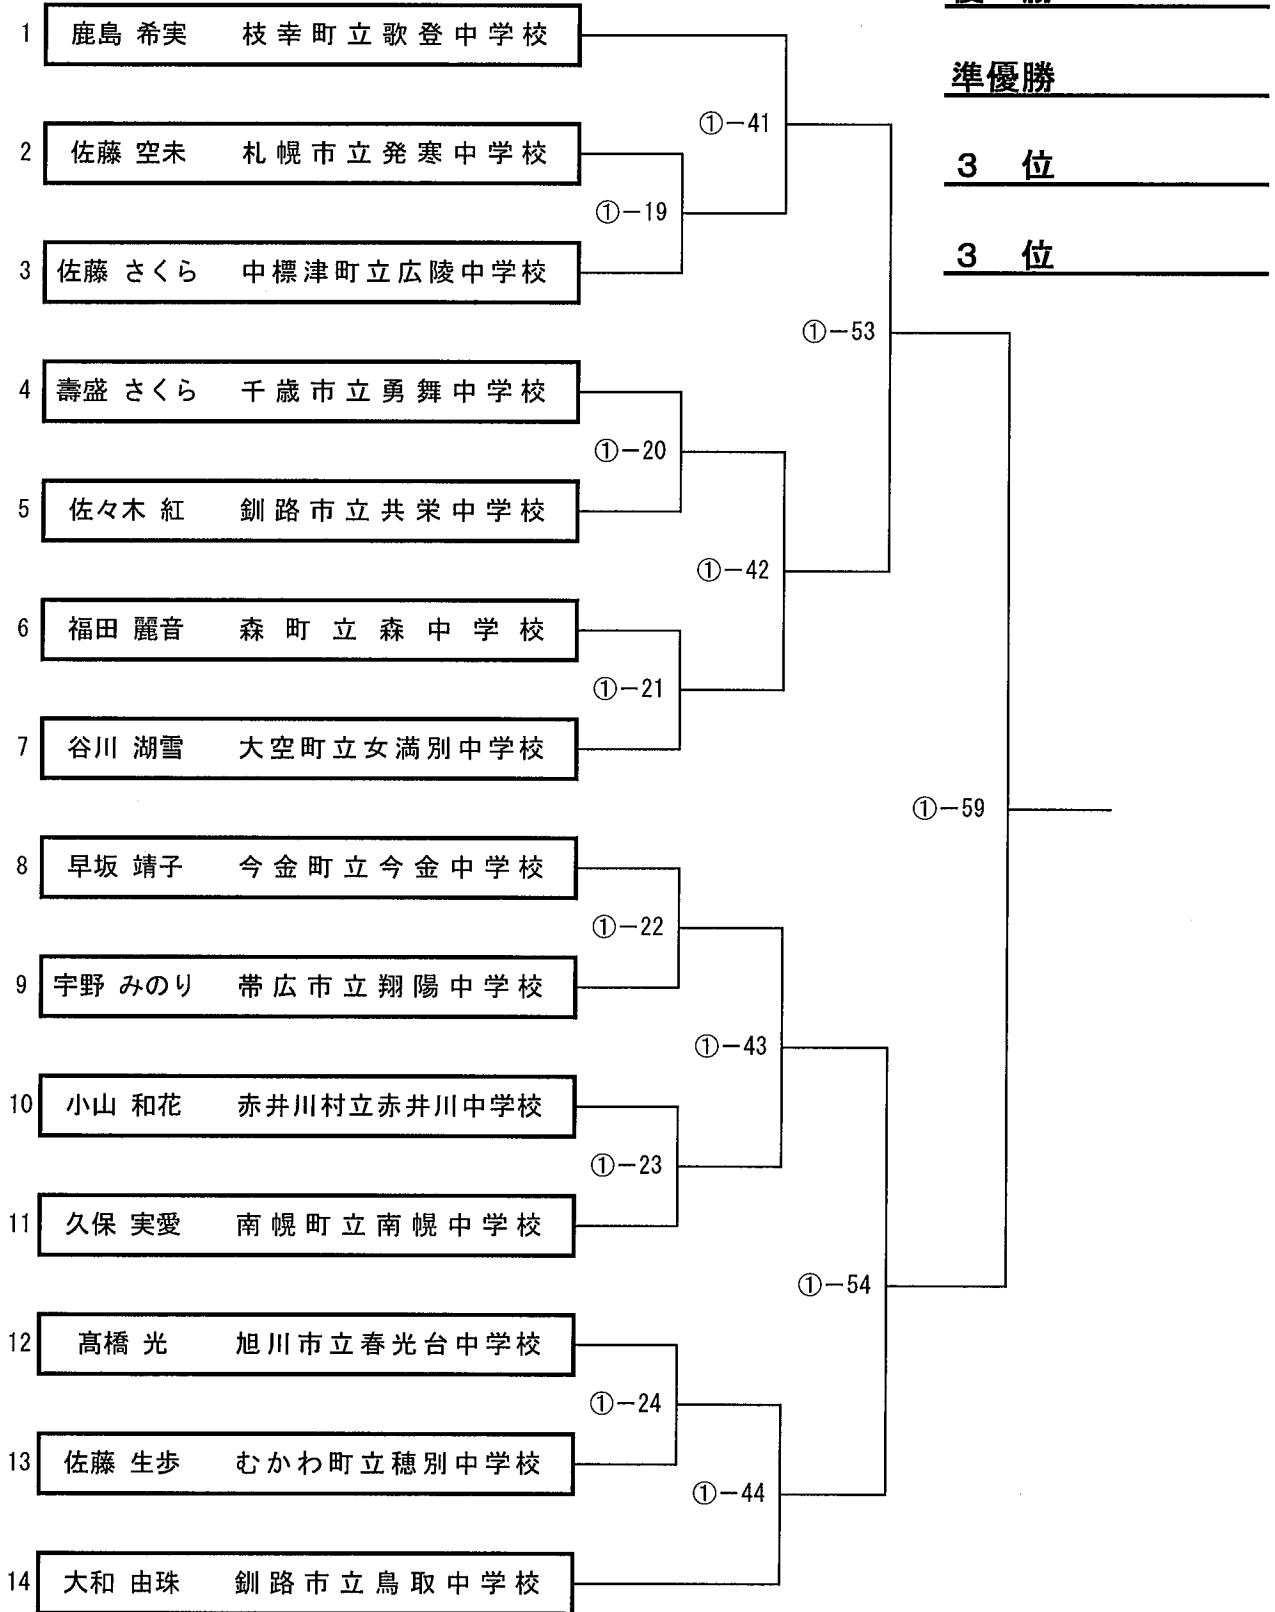 優　勝
1 鹿島 希実 枝幸町立歌登中学校
準優勝
①－41
2 佐藤 空未 札幌市立発寒中学校
3　位
①－19
3 佐藤 さくら 中標津町立広陵中学校
3　位
①－53
4 壽盛 さくら 千歳市立勇舞中学校
①－20
5 佐々木 紅 釧路市立共栄中学校
①－42
6 福田 麗音 森町立森中学校
①－21
7 谷川 湖雪 大空町立女満別中学校
①－59
8 早坂 靖子 今金町立今金中学校
①－22
9 宇野 みのり 帯広市立翔陽中学校
①－43
10 小山 和花 赤井川村立赤井川中学校
①－23
11 久保 実愛 南幌町立南幌中学校
①－54
12 髙橋 光 旭川市立春光台中学校
①－24
13 佐藤 生歩 むかわ町立穂別中学校
①－44
14 大和 由珠 釧路市立鳥取中学校